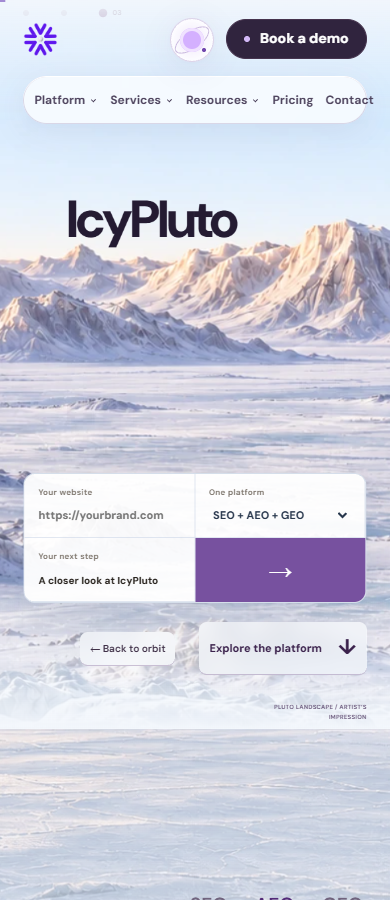 Book a demo
Platform Services Resources Pricing Contact
IcyPluto
Your website
https://yourbrand.com
One platform
SEO + AEO + GEO
Your next step
A closer look at IcyPluto
→
← Back to orbit
Explore the platform ↓
PLUTO LANDSCAPE / ARTIST'S
IMPRESSION